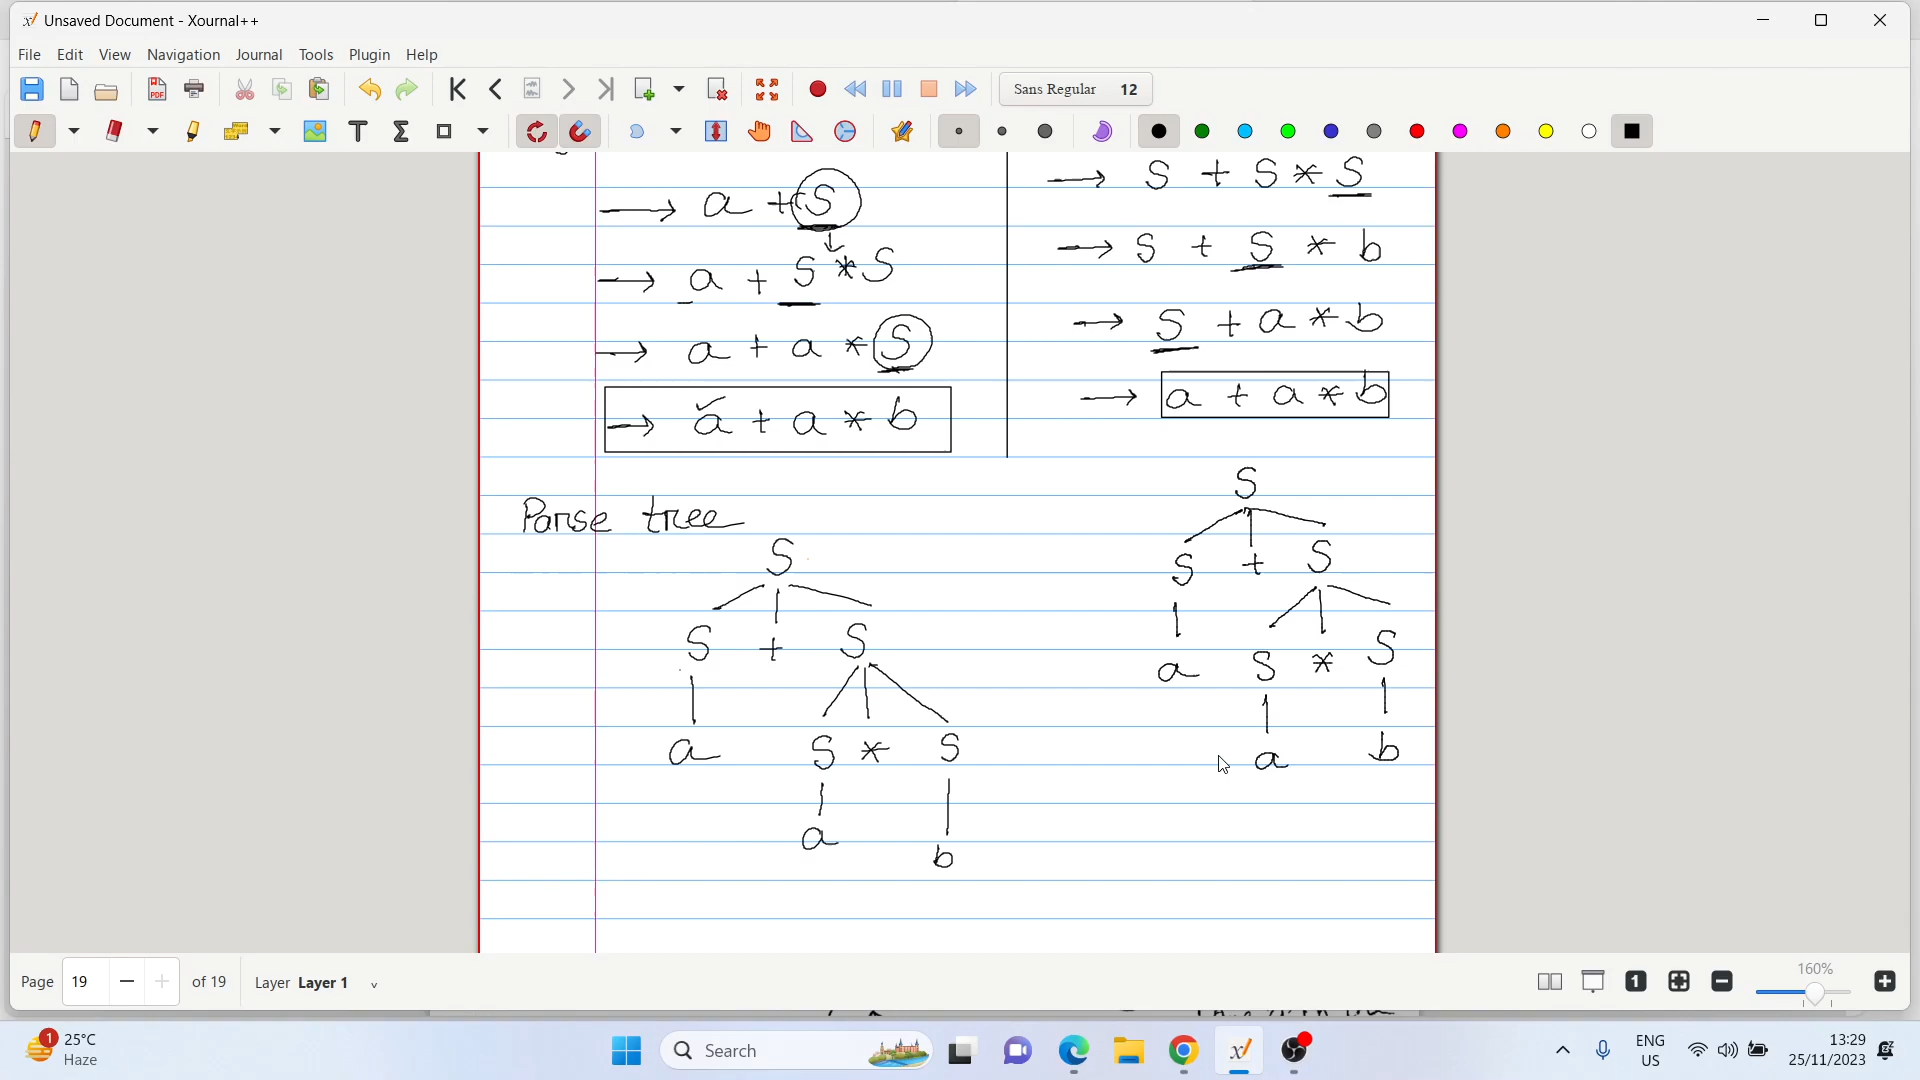 Unsaved Document - Xournal++
File Edit View Navigation Journal Tools Plugin Help
Sans Regular 12
→ a + S
→ a + S * S
→ a + a * S
→ a + a * b
→ S + S * S
→ S + S * b
→ S + a * b
→ a + a * b
Parse tree
S
S + S
a S * S
a b
S
S + S
a S * S
a b
Page 19 of 19 Layer Layer 1
160%
1
25°C
Haze
Search
ENG
US
13:29
25/11/2023